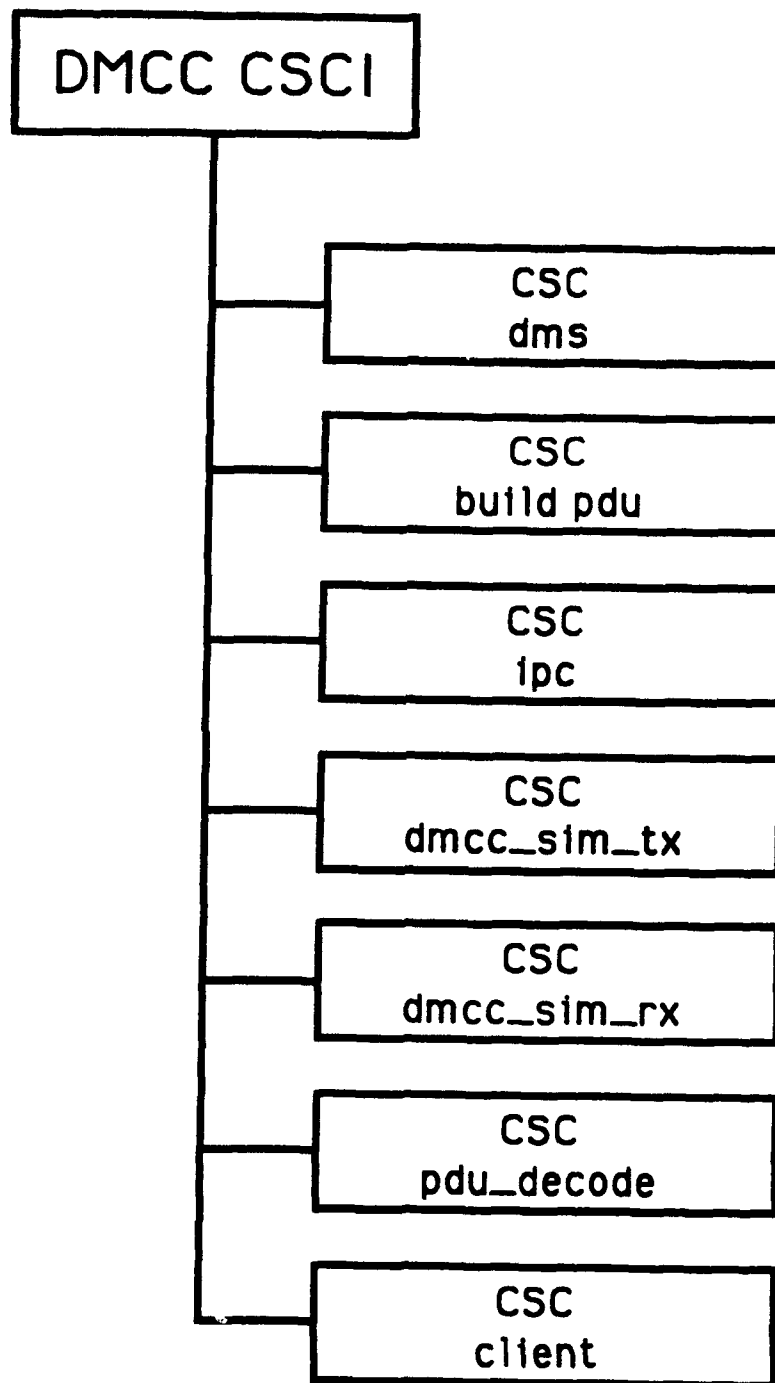 DMCC CSCI
CSC
dms
CSC
build pdu
CSC
ipc
CSC
dmcc_sim_tx
CSC
dmcc_sim_rx
CSC
pdu_decode
CSC
client